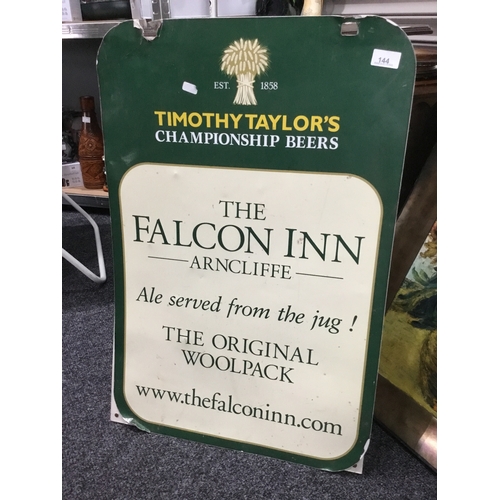 144
EST. 1858
TIMOTHY TAYLOR'S
CHAMPIONSHIP BEERS
THE
FALCON INN
ARNCLIFFE
Ale served from the jug !
THE ORIGINAL
WOOLPACK
www.thefalconinn.com